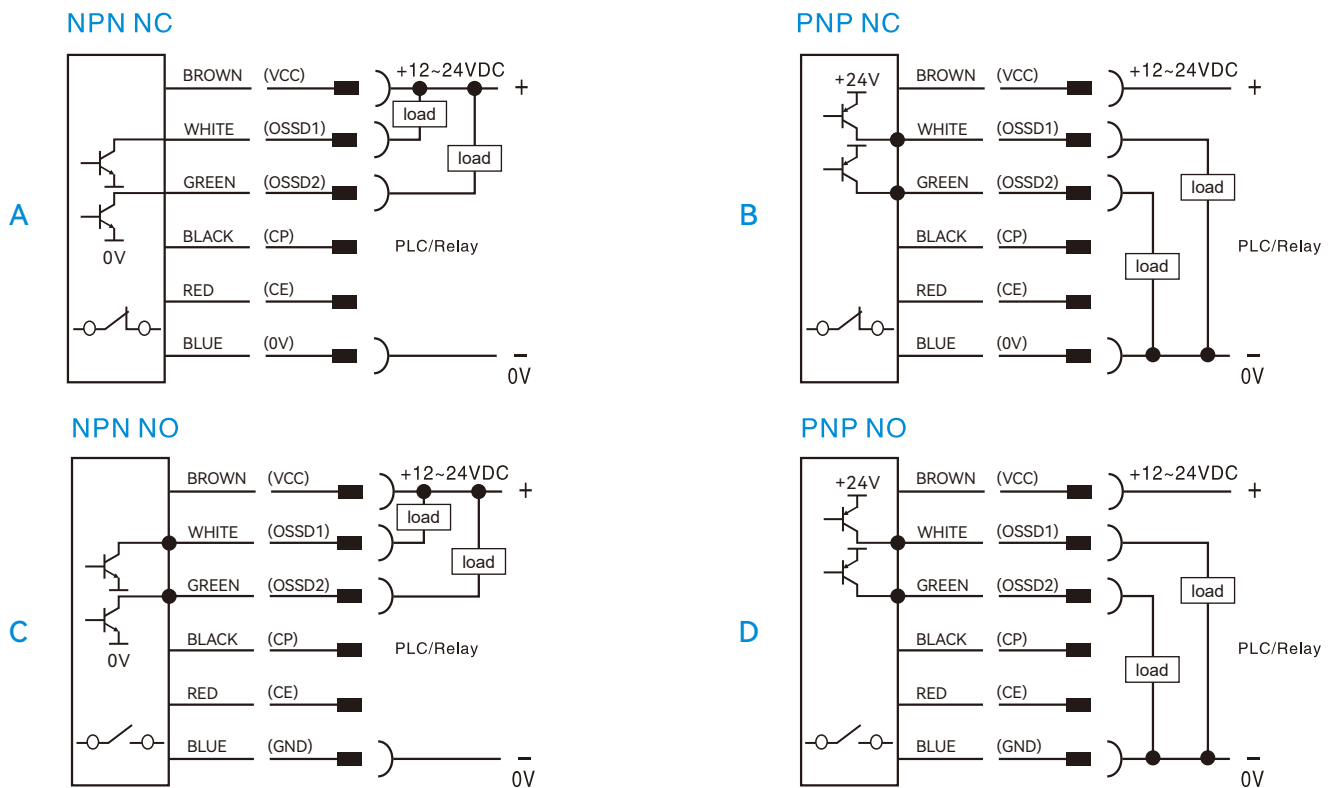 NPN NC
BROWN (VCC) +12~24VDC +
load
WHITE (OSSD1)
load
GREEN (OSSD2)
A
BLACK (CP) PLC/Relay
0V
RED (CE)
BLUE (0V) −
0V
PNP NC
+24V BROWN (VCC) +12~24VDC +
WHITE (OSSD1)
GREEN (OSSD2) load
B
BLACK (CP) PLC/Relay
load
RED (CE)
BLUE (0V) −
0V
NPN NO
BROWN (VCC) +12~24VDC +
load
WHITE (OSSD1)
load
GREEN (OSSD2)
C
BLACK (CP) PLC/Relay
0V
RED (CE)
BLUE (GND) −
0V
PNP NO
+24V BROWN (VCC) +12~24VDC +
WHITE (OSSD1)
GREEN (OSSD2) load
D
BLACK (CP) PLC/Relay
load
RED (CE)
BLUE (GND) −
0V